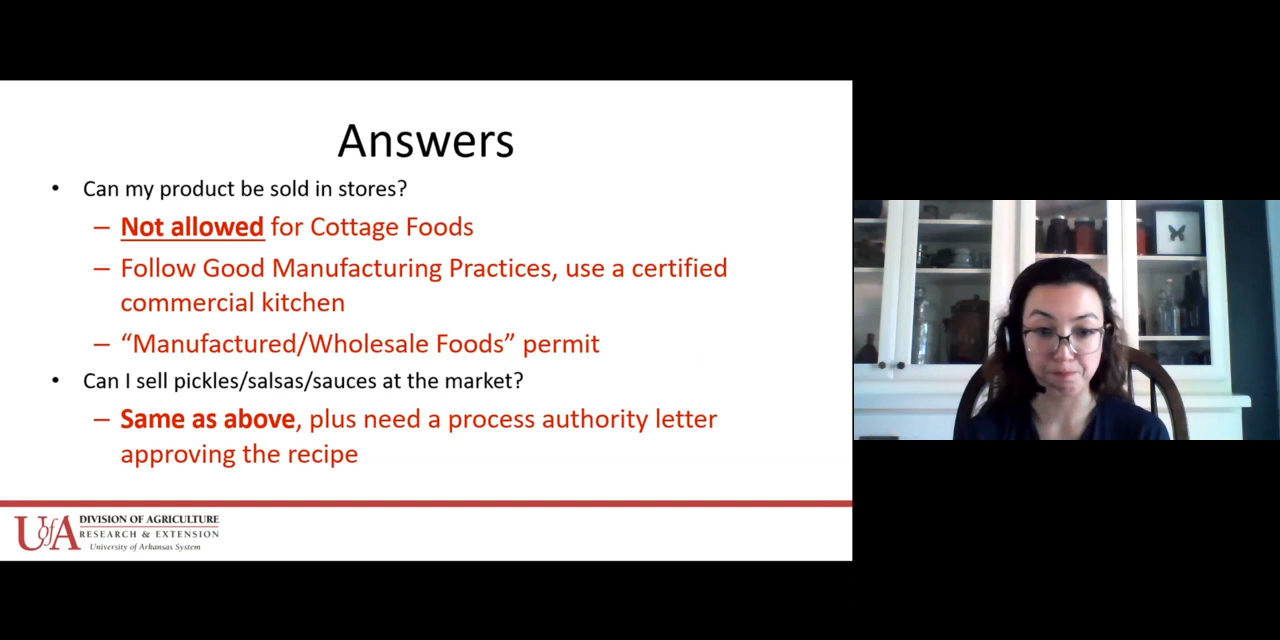 Answers
• Can my product be sold in stores?
– Not allowed for Cottage Foods
– Follow Good Manufacturing Practices, use a certified
commercial kitchen
– “Manufactured/Wholesale Foods” permit
• Can I sell pickles/salsas/sauces at the market?
– Same as above, plus need a process authority letter
approving the recipe
UofA
DIVISION OF AGRICULTURE
RESEARCH & EXTENSION
University of Arkansas System